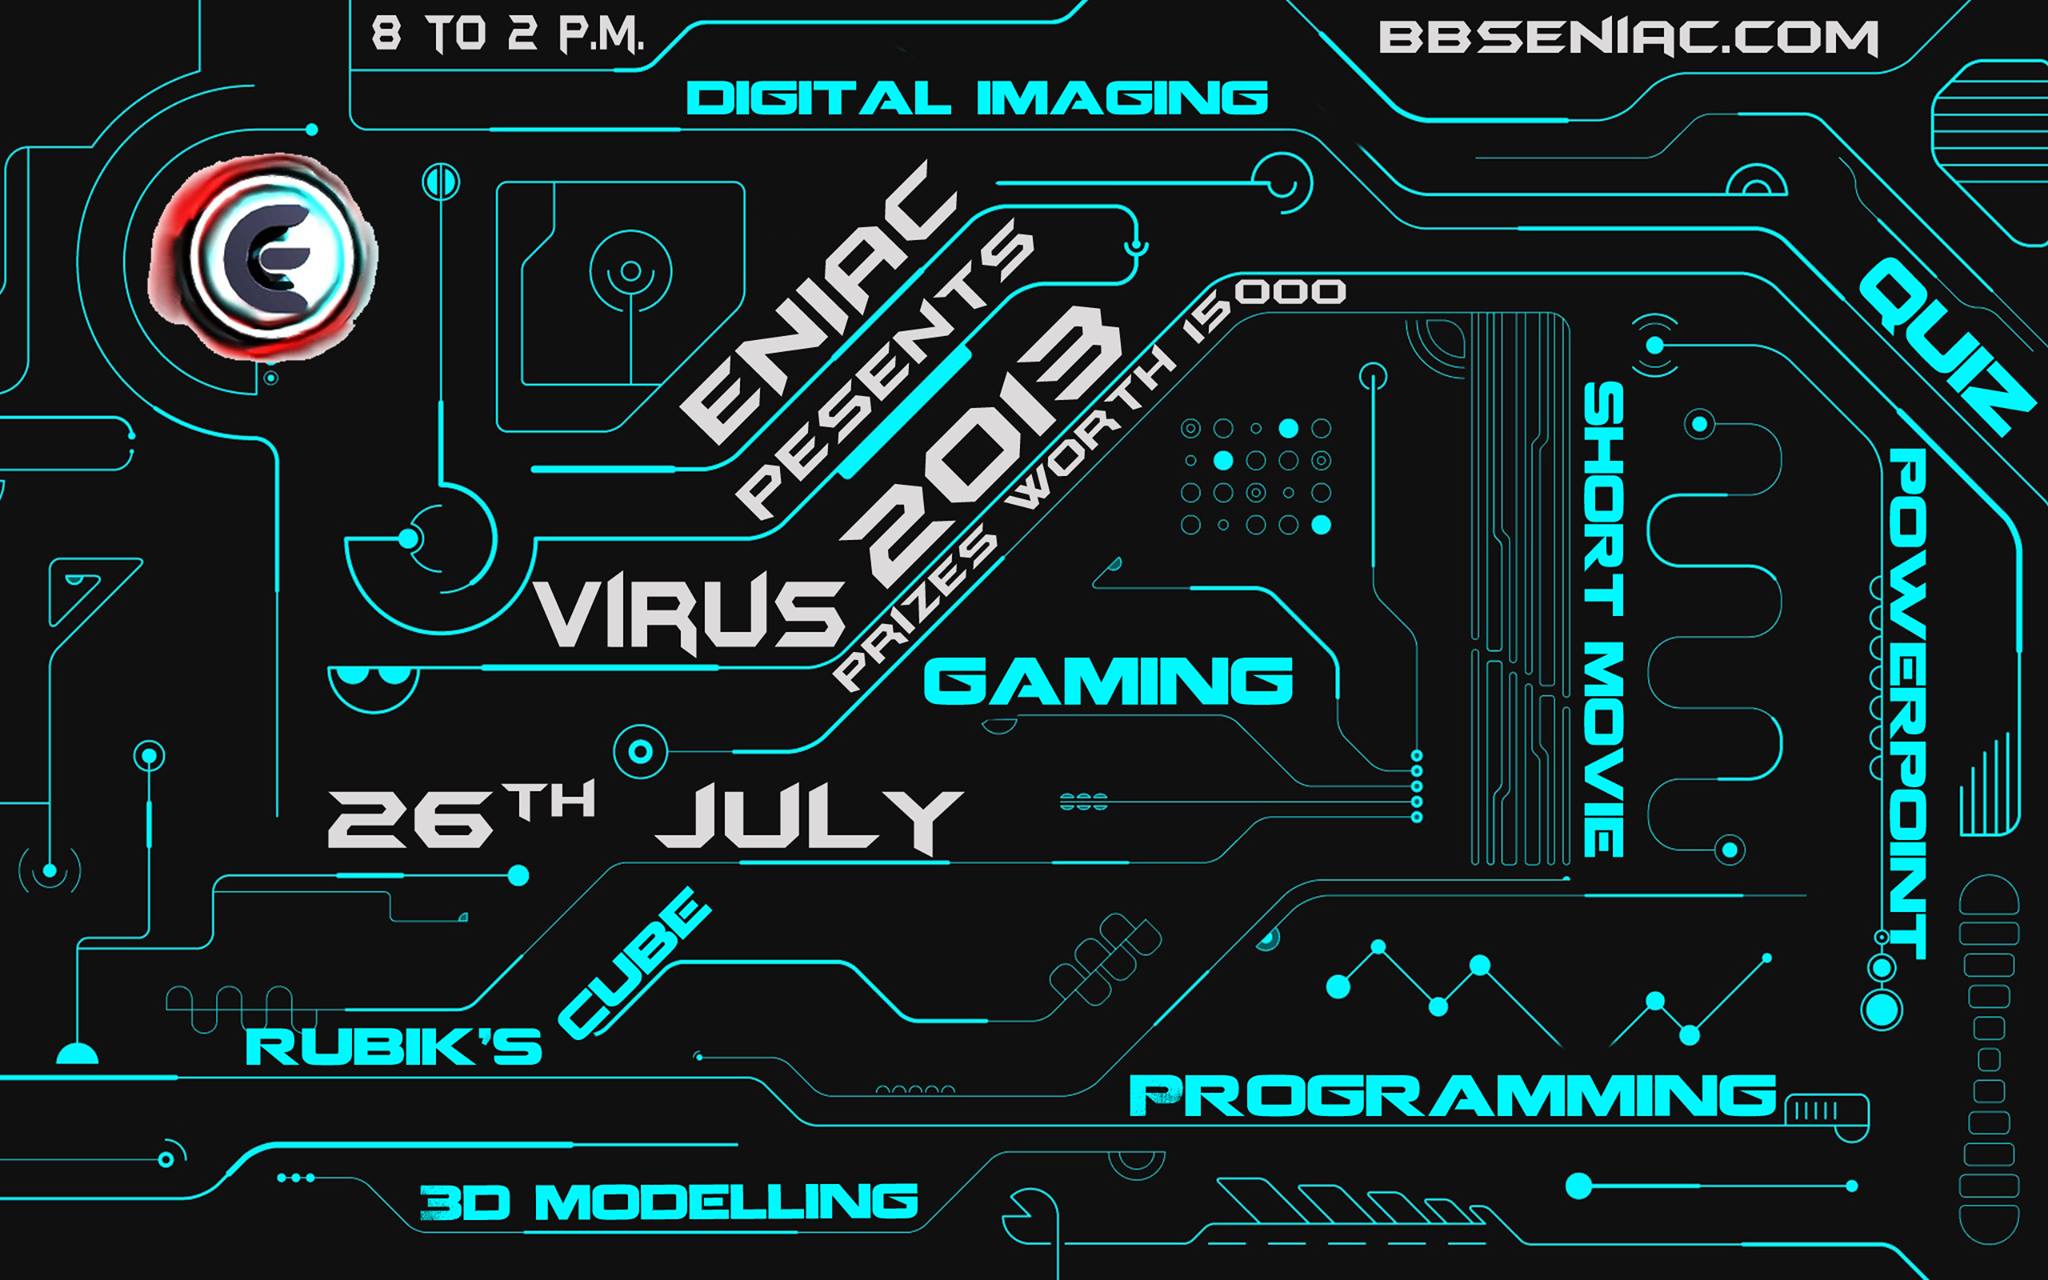 8 TO 2 P.M.
BBSENIAC.COM
DIGITAL IMAGING
ENIAC
PESENTS
VIRUS 2013
PRIZES WORTH 15000
QUIZ
SHORT MOVIE
POWERPOINT
GAMING
26TH JULY
RUBIK'S CUBE
PROGRAMMING
3D MODELLING